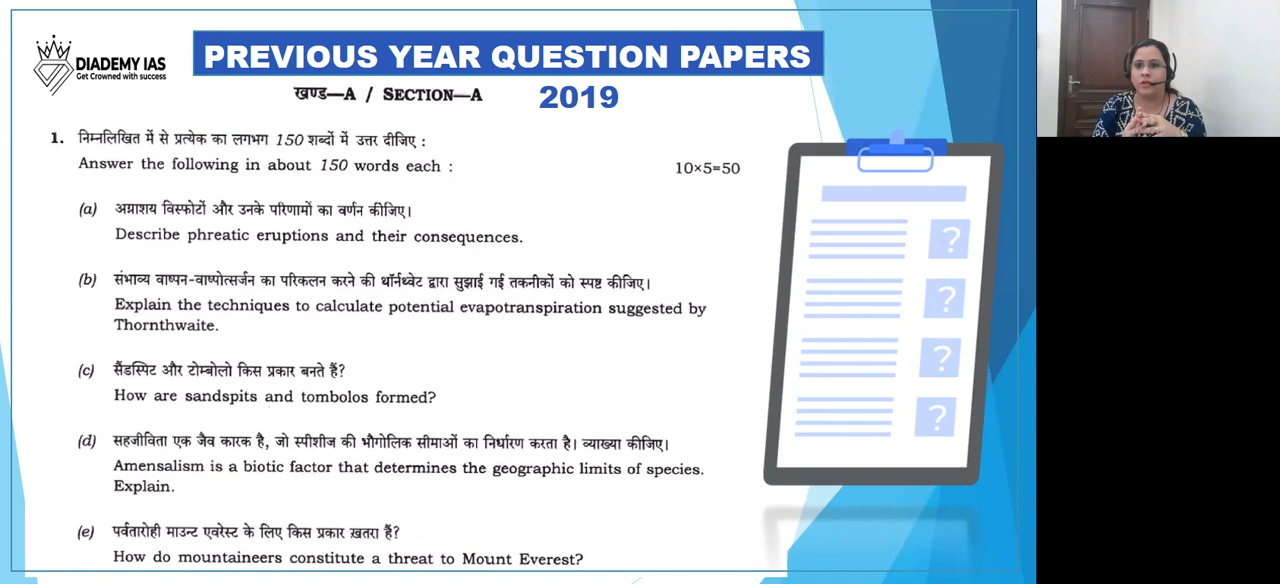 DIADEMY IAS
Get Crowned with success
PREVIOUS YEAR QUESTION PAPERS
खण्ड—A / SECTION—A
2019
1. निम्नलिखित में से प्रत्येक का लगभग 150 शब्दों में उत्तर दीजिए :
Answer the following in about 150 words each :
10×5=50
(a) अग्राशय विस्फोटों और उनके परिणामों का वर्णन कीजिए।
Describe phreatic eruptions and their consequences.
(b) संभाव्य वाष्पन-वाष्पोत्सर्जन का परिकलन करने की थॉर्नथ्वेट द्वारा सुझाई गई तकनीकों को स्पष्ट कीजिए।
Explain the techniques to calculate potential evapotranspiration suggested by
Thornthwaite.
(c) सैंडस्पिट और टोम्बोलो किस प्रकार बनते हैं?
How are sandspits and tombolos formed?
(d) सहजीविता एक जैव कारक है, जो स्पीशीज की भौगोलिक सीमाओं का निर्धारण करता है। व्याख्या कीजिए।
Amensalism is a biotic factor that determines the geographic limits of species.
Explain.
(e) पर्वतारोही माउन्ट एवरेस्ट के लिए किस प्रकार ख़तरा हैं?
How do mountaineers constitute a threat to Mount Everest?
?
?
?
?